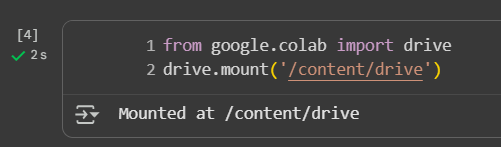 [4]
2s
1 from google.colab import drive
2 drive.mount('/content/drive')
Mounted at /content/drive